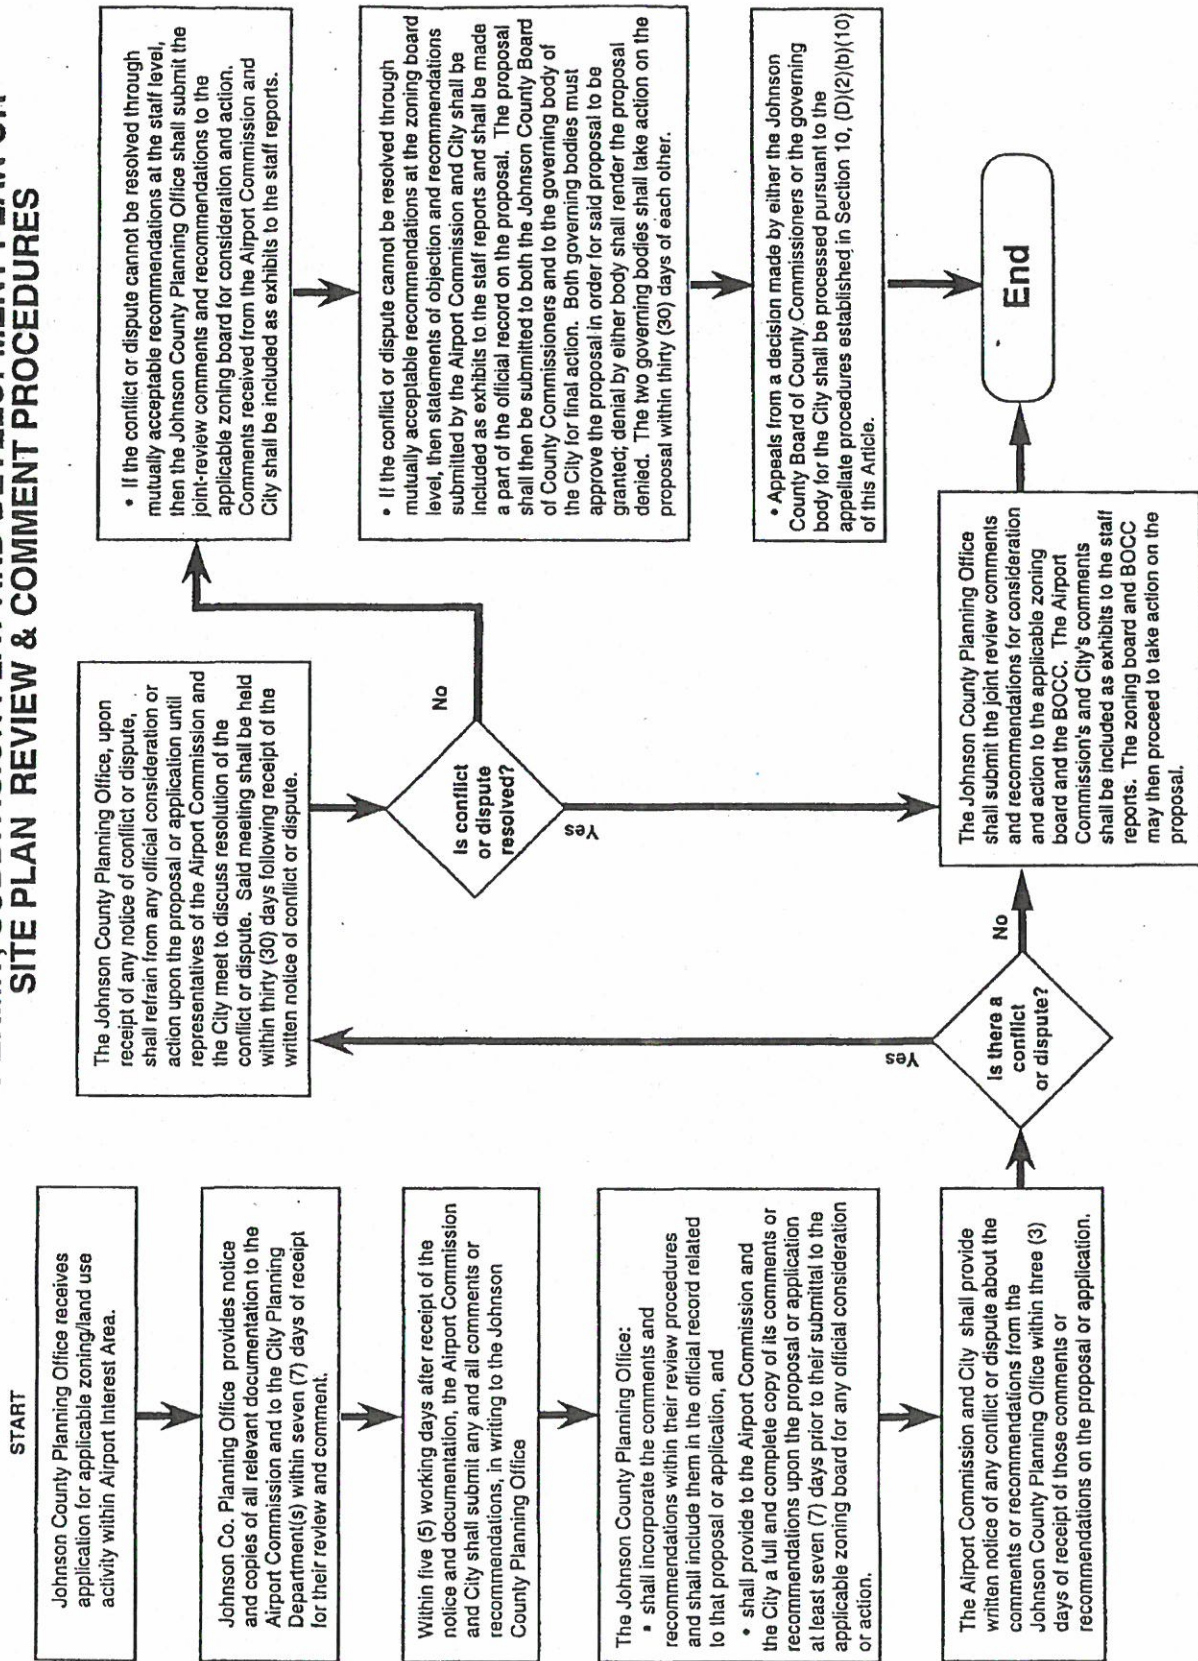 SITE PLAN REVIEW & COMMENT PROCEDURES
START
Johnson County Planning Office receives
application for applicable zoning/land use
activity within Airport Interest Area.
Johnson Co. Planning Office provides notice
and copies of all relevant documentation to the
Airport Commission and to the City Planning
Department(s) within seven (7) days of receipt
for their review and comment.
Within five (5) working days after receipt of the
notice and documentation, the Airport Commission
and City shall submit any and all comments or
recommendations, in writing to the Johnson
County Planning Office
The Johnson County Planning Office:
• shall incorporate the comments and
recommendations within their review procedures
and shall include them in the official record related
to that proposal or application, and
• shall provide to the Airport Commission and
the City a full and complete copy of its comments or
recommendations upon the proposal or application
at least seven (7) days prior to their submittal to the
applicable zoning board for any official consideration
or action.
The Airport Commission and City shall provide
written notice of any conflict or dispute about the
comments or recommendations from the
Johnson County Planning Office within three (3)
days of receipt of those comments or
recommendations on the proposal or application.
Is there a
conflict
or dispute?
Yes
No
The Johnson County Planning Office, upon
receipt of any notice of conflict or dispute,
shall refrain from any official consideration or
action upon the proposal or application until
representatives of the Airport Commission and
the City meet to discuss resolution of the
conflict or dispute. Said meeting shall be held
within thirty (30) days following receipt of the
written notice of conflict or dispute.
Is conflict
or dispute
resolved?
No
Yes
The Johnson County Planning Office
shall submit the joint review comments
and recommendations for consideration
and action to the applicable zoning
board and the BOCC. The Airport
Commission's and City's comments
shall be included as exhibits to the staff
reports. The zoning board and BOCC
may then proceed to take action on the
proposal.
• If the conflict or dispute cannot be resolved through
mutually acceptable recommendations at the staff level,
then the Johnson County Planning Office shall submit the
joint-review comments and recommendations to the
applicable zoning board for consideration and action.
Comments received from the Airport Commission and
City shall be included as exhibits to the staff reports.
• If the conflict or dispute cannot be resolved through
mutually acceptable recommendations at the zoning board
level, then statements of objection and recommendations
submitted by the Airport Commission and City shall be
included as exhibits to the staff reports and shall be made
a part of the official record on the proposal. The proposal
shall then be submitted to both the Johnson County Board
of County Commissioners and to the governing body of
the City for final action. Both governing bodies must
approve the proposal in order for said proposal to be
granted; denial by either body shall render the proposal
denied. The two governing bodies shall take action on the
proposal within thirty (30) days of each other.
• Appeals from a decision made by either the Johnson
County Board of County Commissioners or the governing
body for the City shall be processed pursuant to the
appellate procedures established in Section 10, (D)(2)(b)(10)
of this Article.
End